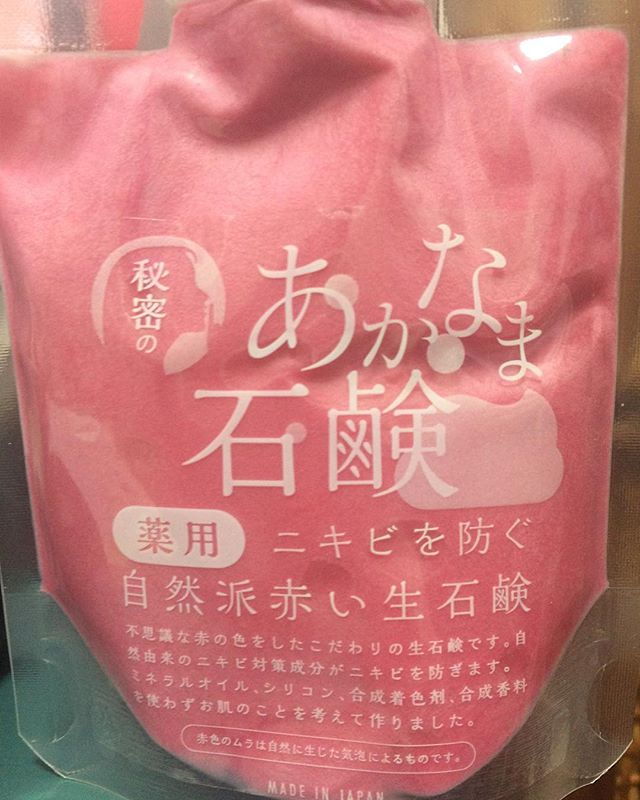 秘密の
あかなま
石鹸
薬用
ニキビを防ぐ
自然派赤い生石鹸
不思議な赤の色をしたこだわりの生石鹸です。自
然由来のニキビ対策成分がニキビを防ぎます。
ミネラルオイル、シリコン、合成着色剤、合成香料
を使わずお肌のことを考えて作りました。
赤色のムラは自然に生じた気泡によるものです。
MADE IN JAPAN